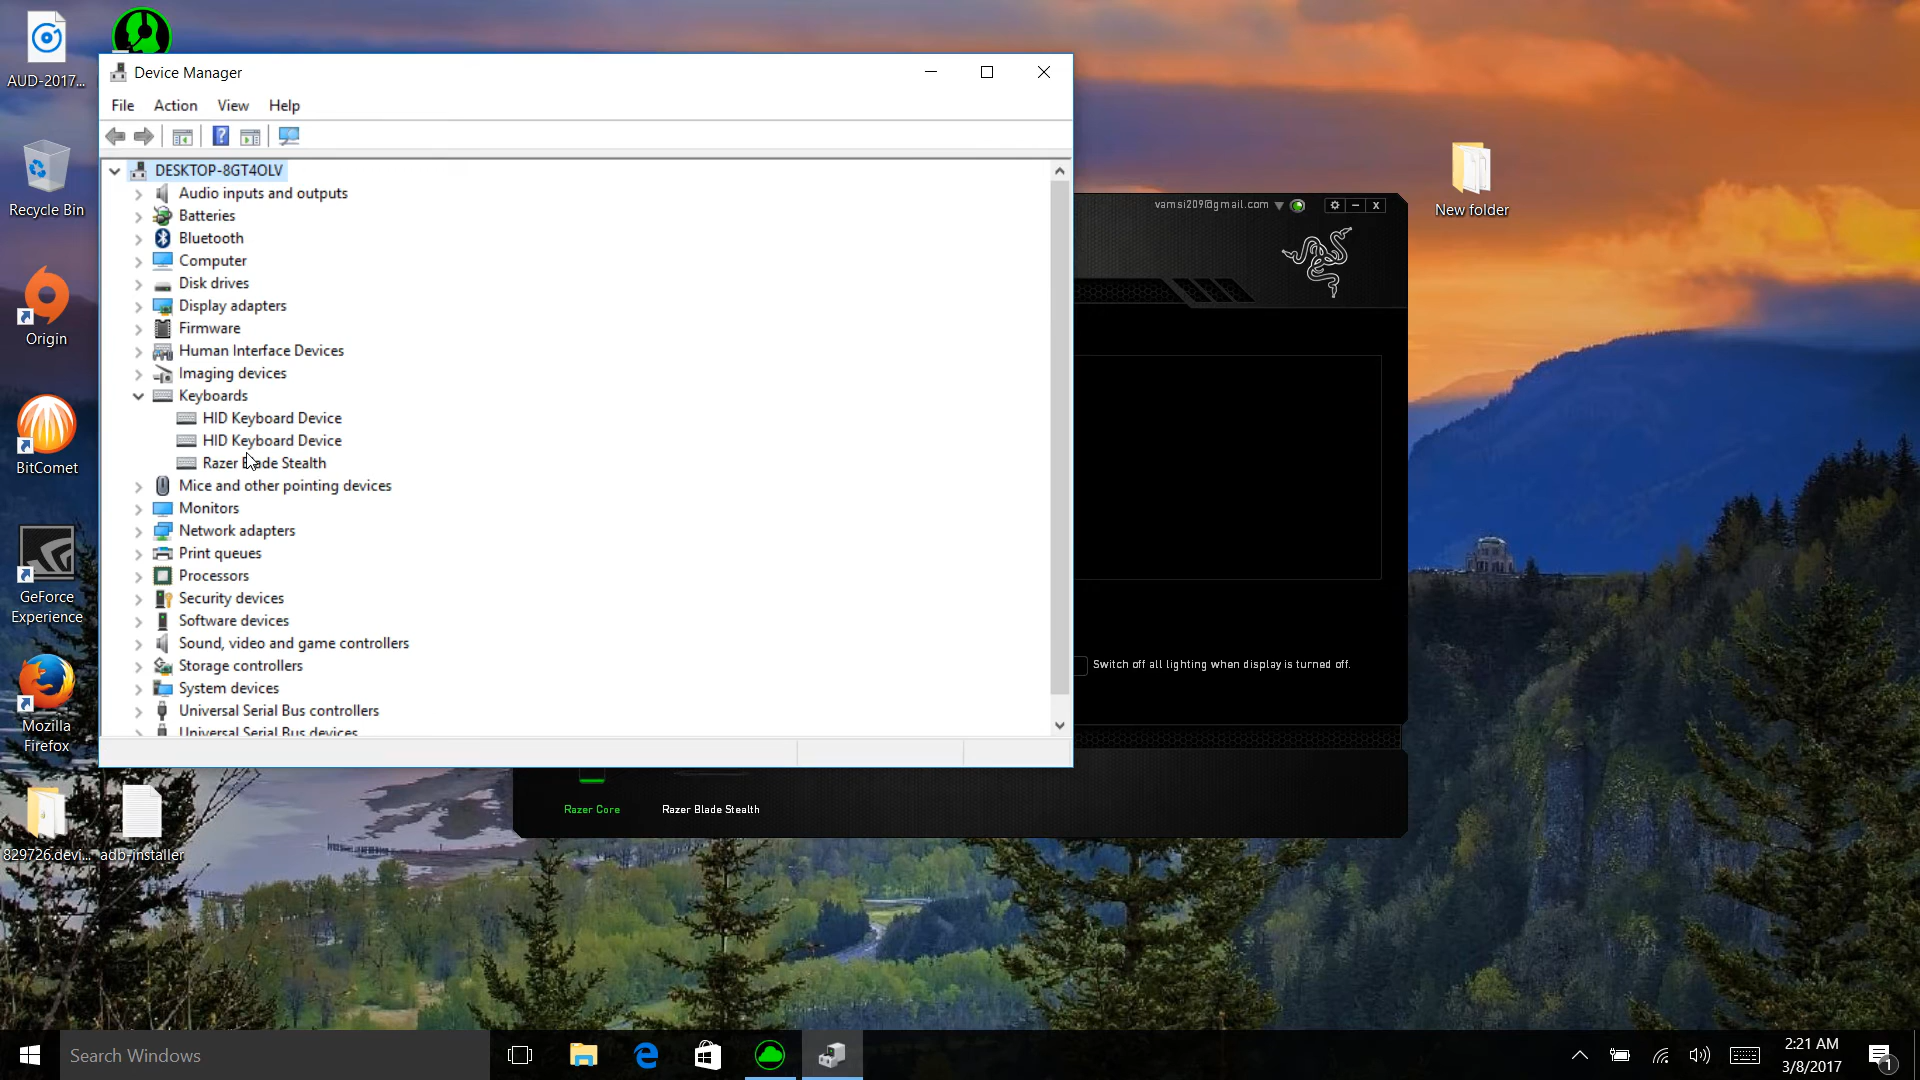 AUD-2017...
Recycle Bin
Origin
BitComet
GeForce
Experience
Mozilla
Firefox
829726.devi...
adb-installer
New folder
Device Manager
File Action View Help
DESKTOP-8GT4OLV
Audio inputs and outputs
Batteries
Bluetooth
Computer
Disk drives
Display adapters
Firmware
Human Interface Devices
Imaging devices
Keyboards
HID Keyboard Device
HID Keyboard Device
Razer Blade Stealth
Mice and other pointing devices
Monitors
Network adapters
Print queues
Processors
Security devices
Software devices
Sound, video and game controllers
Storage controllers
System devices
Universal Serial Bus controllers
Universal Serial Bus devices
vamsi209@gmail.com
Switch off all lighting when display is turned off.
Razer Core
Razer Blade Stealth
Search Windows
2:21 AM
3/8/2017
1